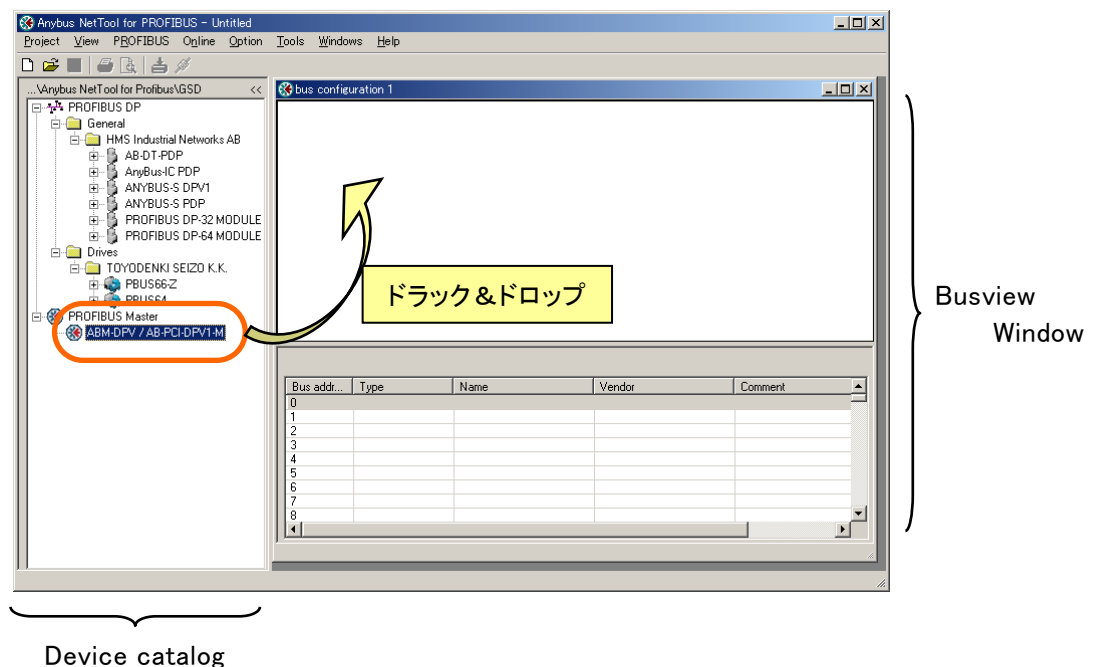 Anybus NetTool for PROFIBUS - Untitled
Project View PROFIBUS Online Option Tools Windows Help
...\Anybus NetTool for Profibus\GSD <<
PROFIBUS DP
General
HMS Industrial Networks AB
AB-DT-PDP
AnyBus-IC PDP
ANYBUS-S DPV1
ANYBUS-S PDP
PROFIBUS DP-32 MODULE
PROFIBUS DP-64 MODULE
Drives
TOYODENKI SEIZO K.K.
PBUS66-Z
PBUS64
PROFIBUS Master
ABM-DPV / AB-PCI-DPV1-M
bus configuration 1
ドラック&ドロップ
Bus addr... Type Name Vendor Comment
0
1
2
3
4
5
6
7
8
Busview
Window
Device catalog